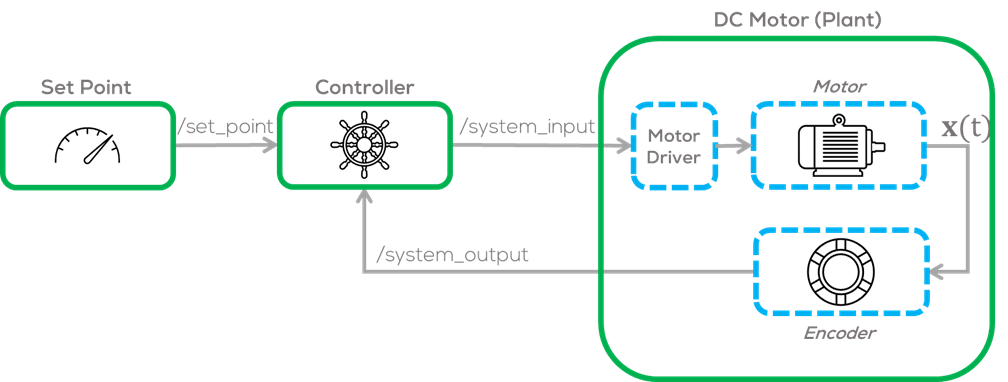 DC Motor (Plant)
Set Point
Controller
Motor
/set_point
/system_input
Motor
Driver
x(t)
/system_output
Encoder